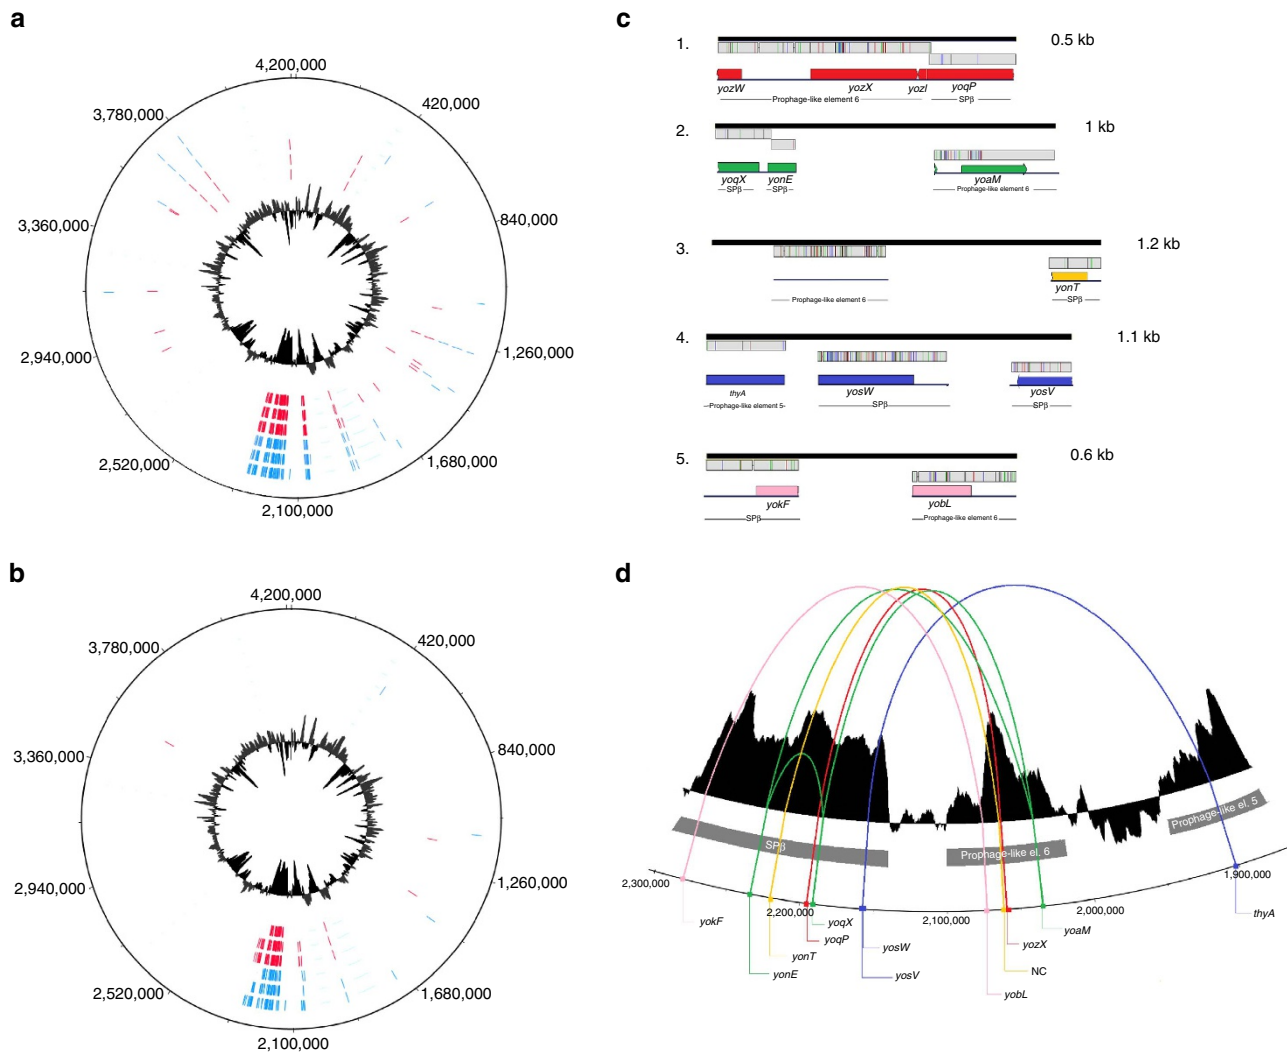 a
4,200,000
420,000
840,000
1,260,000
1,680,000
2,100,000
2,520,000
2,940,000
3,360,000
3,780,000
b
4,200,000
420,000
840,000
1,260,000
1,680,000
2,100,000
2,520,000
2,940,000
3,360,000
3,780,000
c
1. 0.5 kb
yozW yozX yozI yoqP
Prophage-like element 6 SPβ
2. 1 kb
yoqX yonE yoaM
SPβ SPβ Prophage-like element 6
3. 1.2 kb
yonT
Prophage-like element 6 SPβ
4. 1.1 kb
thyA yosW yosV
Prophage-like element 5 SPβ SPβ
5. 0.6 kb
yokF yobL
SPβ Prophage-like element 6
d
SPβ Prophage-like el. 6 Prophage-like el. 5
2,300,000 2,200,000 2,100,000 2,000,000 1,900,000
yokF yoqX yoaM thyA
yoqP yosW yozX
yonT NC
yonE yosV yobL